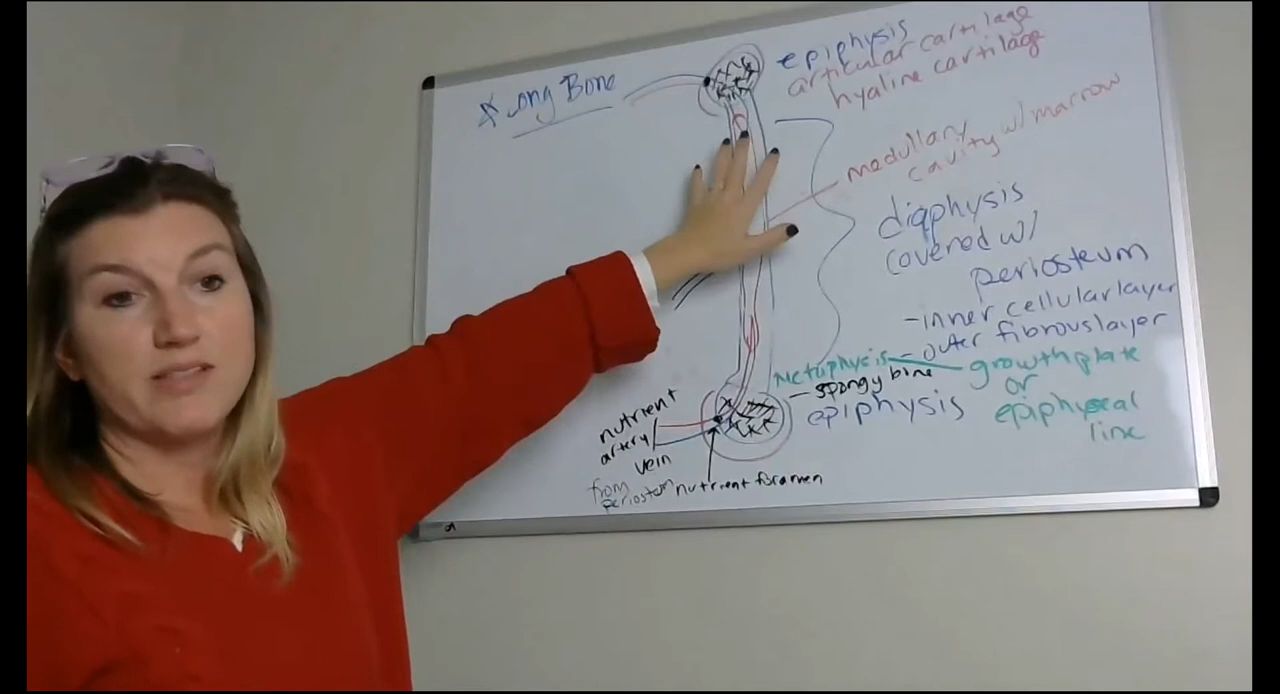 Long Bone
epiphysis
articular cartilage
hyaline cartilage
medullary
cavity w/ marrow
diaphysis
covered w/
periosteum
- inner cellular layer
- outer fibrous layer
Metaphysis
growth plate
or
epiphyseal
line
- spongy bine
epiphysis
nutrient
artery/
vein
from
periosteum
nutrient foramen